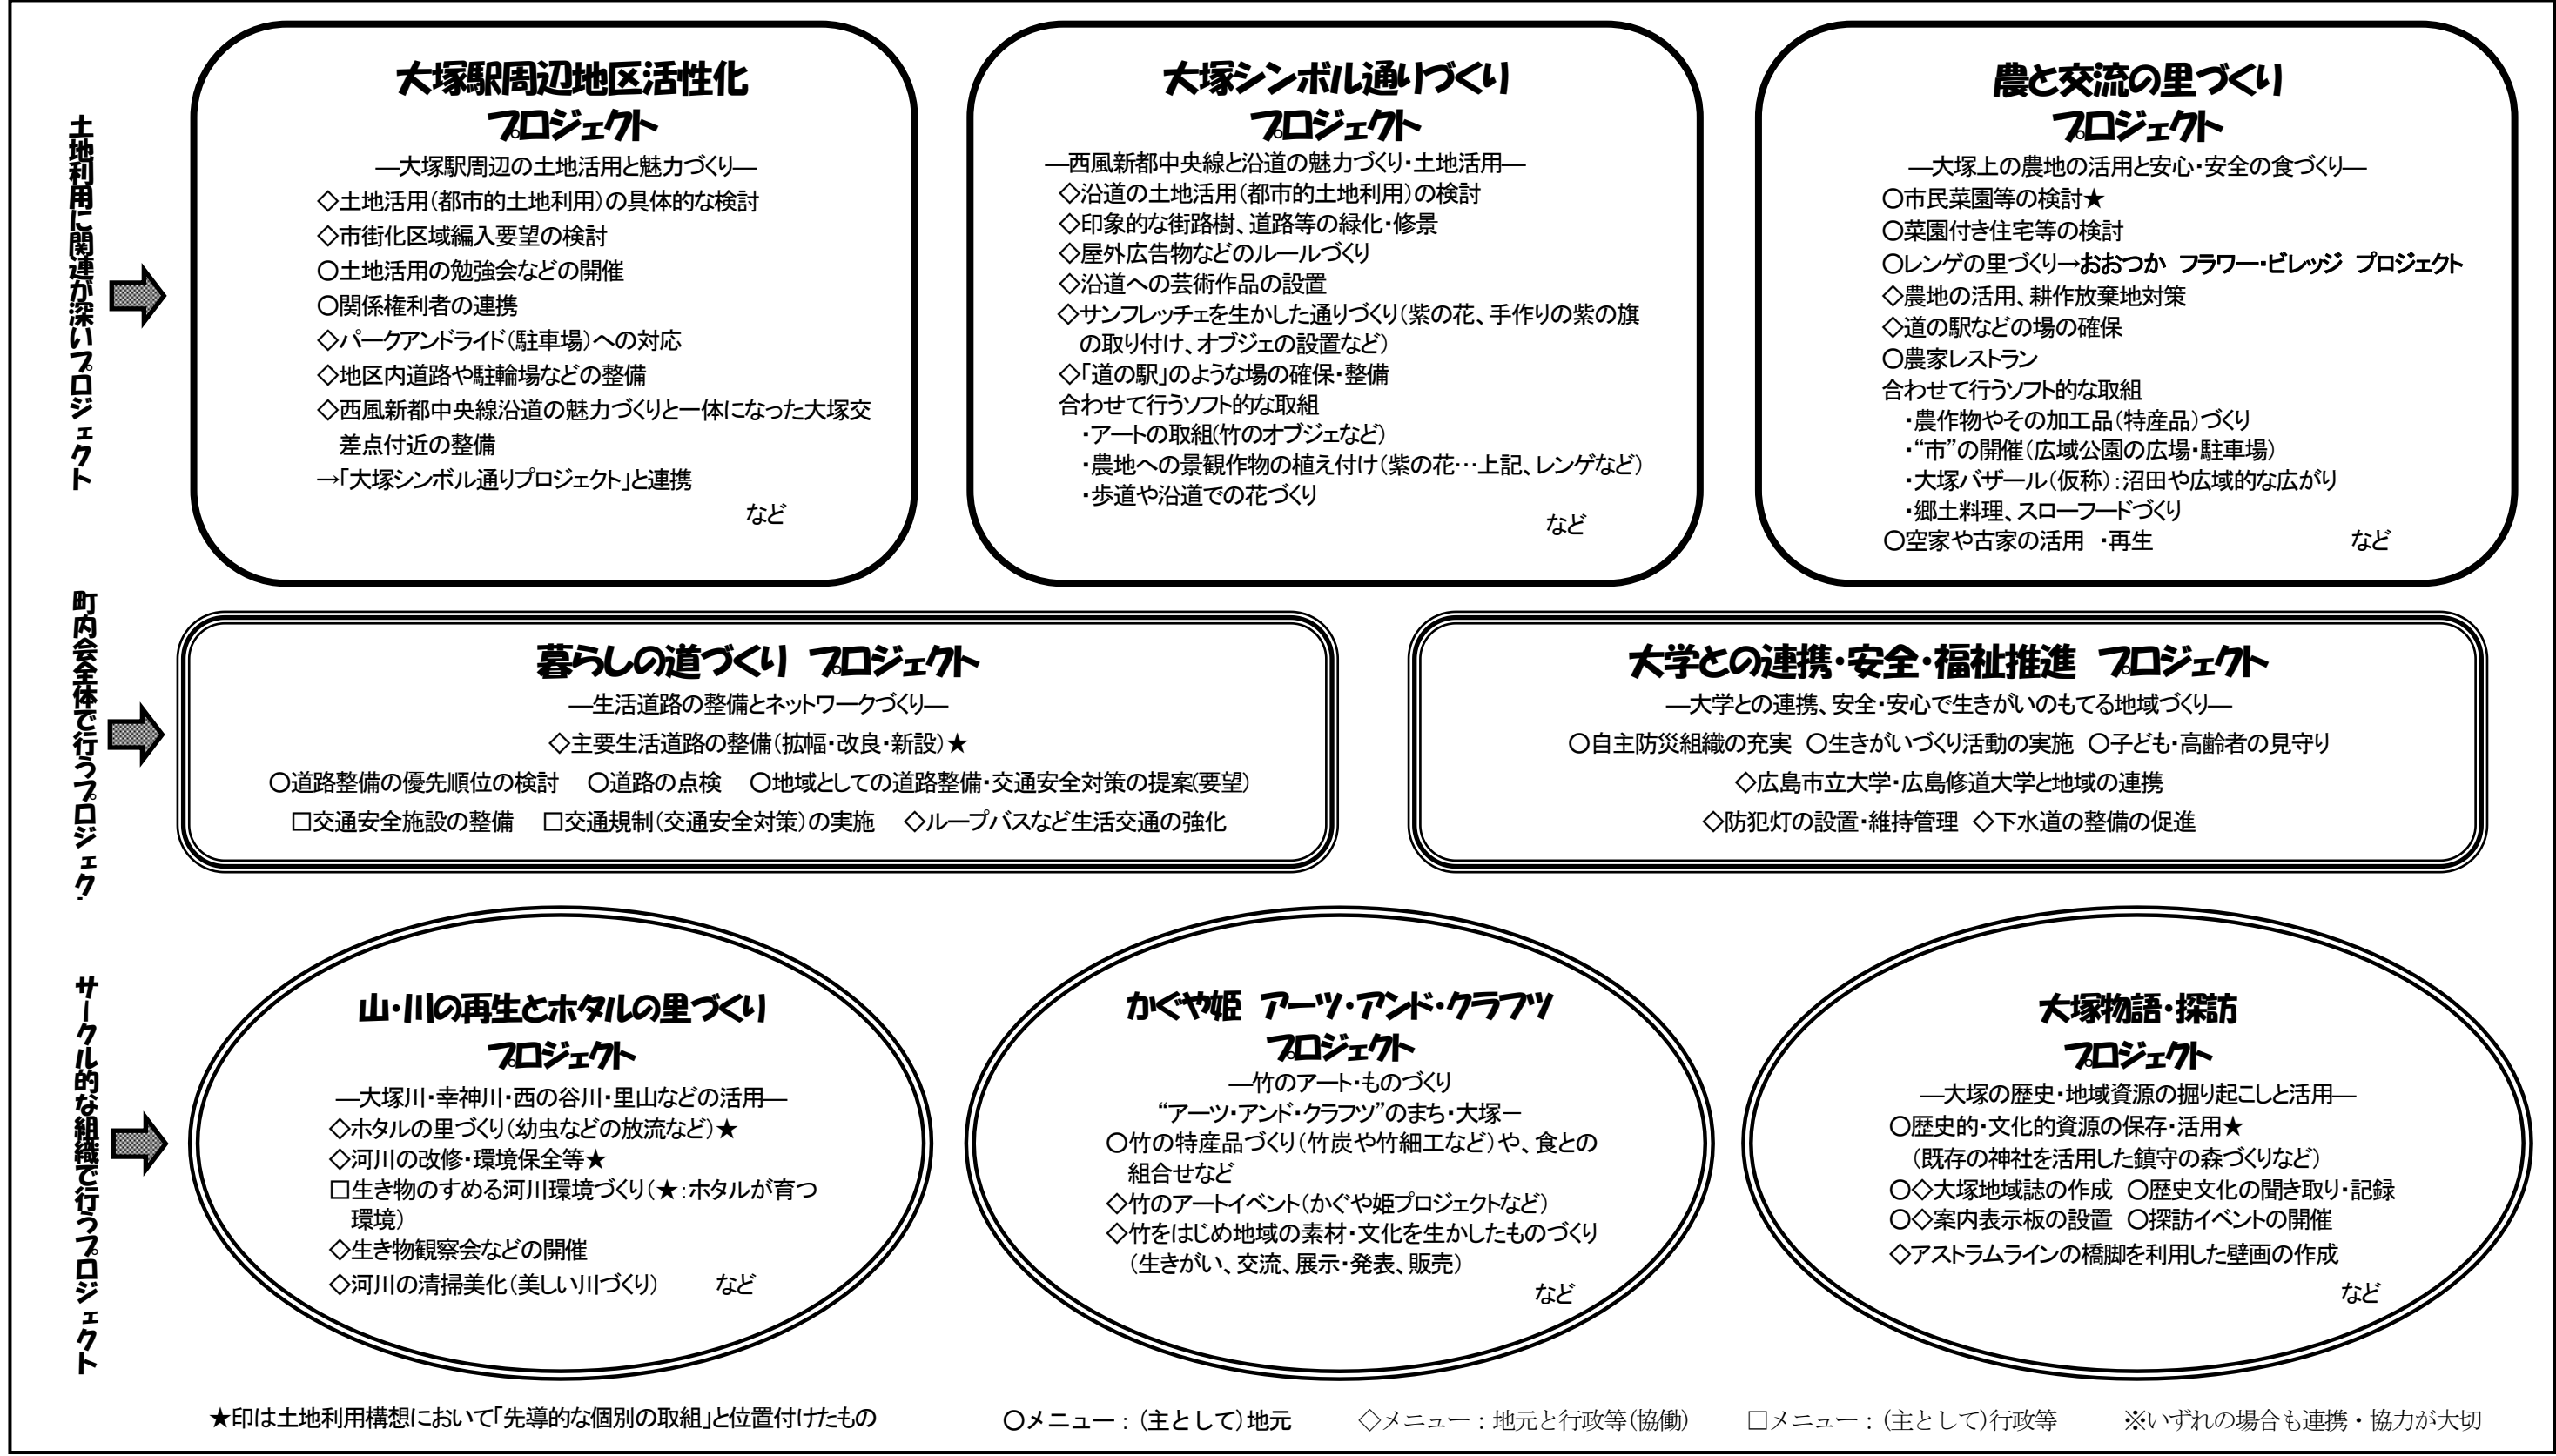 土地利用に関連が深いプロジェクト
大塚駅周辺地区活性化
プロジェクト
―大塚駅周辺の土地活用と魅力づくり―
◇土地活用（都市的土地利用）の具体的な検討
◇市街化区域編入要望の検討
○土地活用の勉強会などの開催
○関係権利者の連携
◇パークアンドライド（駐車場）への対応
◇地区内道路や駐輪場などの整備
◇西風新都中央線沿道の魅力づくりと一体になった大塚交
差点付近の整備
→「大塚シンボル通りプロジェクト」と連携
など
大塚シンボル通りづくり
プロジェクト
―西風新都中央線と沿道の魅力づくり・土地活用―
◇沿道の土地活用（都市的土地利用）の検討
◇印象的な街路樹、道路等の緑化・修景
◇屋外広告物などのルールづくり
◇沿道への芸術作品の設置
◇サンフレッチェを生かした通りづくり（紫の花、手作りの紫の旗
の取り付け、オブジェの設置など）
◇「道の駅」のような場の確保・整備
合わせて行うソフト的な取組
・アートの取組(竹のオブジェなど）
・農地への景観作物の植え付け（紫の花…上記、レンゲなど）
・歩道や沿道での花づくり
など
農と交流の里づくり
プロジェクト
―大塚上の農地の活用と安心・安全の食づくり―
○市民菜園等の検討★
○菜園付き住宅等の検討
○レンゲの里づくり→おおつか フラワー・ビレッジ プロジェクト
◇農地の活用、耕作放棄地対策
◇道の駅などの場の確保
○農家レストラン
合わせて行うソフト的な取組
・農作物やその加工品（特産品）づくり
・“市”の開催（広域公園の広場・駐車場）
・大塚バザール（仮称）：沼田や広域的な広がり
・郷土料理、スローフードづくり
○空家や古家の活用 ・再生 など
町内会全体で行うプロジェク
暮らしの道づくり プロジェクト
―生活道路の整備とネットワークづくり―
◇主要生活道路の整備（拡幅・改良・新設）★
○道路整備の優先順位の検討 ○道路の点検 ○地域としての道路整備・交通安全対策の提案(要望）
□交通安全施設の整備 □交通規制（交通安全対策）の実施 ◇ループバスなど生活交通の強化
大学との連携・安全・福祉推進 プロジェクト
―大学との連携、安全・安心で生きがいのもてる地域づくり―
○自主防災組織の充実 ○生きがいづくり活動の実施 ○子ども・高齢者の見守り
◇広島市立大学・広島修道大学と地域の連携
◇防犯灯の設置・維持管理 ◇下水道の整備の促進
サークル的な組織で行うプロジェクト
山・川の再生とホタルの里づくり
プロジェクト
―大塚川・幸神川・西の谷川・里山などの活用―
◇ホタルの里づくり（幼虫などの放流など）★
◇河川の改修・環境保全等★
□生き物のすめる河川環境づくり（★：ホタルが育つ
環境）
◇生き物観察会などの開催
◇河川の清掃美化（美しい川づくり） など
かぐや姫 アーツ・アンド・クラフツ
プロジェクト
―竹のアート・ものづくり
“アーツ・アンド・クラフツ”のまち・大塚－
○竹の特産品づくり（竹炭や竹細工など）や、食との
組合せなど
◇竹のアートイベント（かぐや姫プロジェクトなど）
◇竹をはじめ地域の素材・文化を生かしたものづくり
（生きがい、交流、展示・発表、販売）
など
大塚物語・探訪
プロジェクト
―大塚の歴史・地域資源の掘り起こしと活用―
○歴史的・文化的資源の保存・活用★
（既存の神社を活用した鎮守の森づくりなど）
○◇大塚地域誌の作成 ○歴史文化の聞き取り・記録
○◇案内表示板の設置 ○探訪イベントの開催
◇アストラムラインの橋脚を利用した壁画の作成
など
★印は土地利用構想において「先導的な個別の取組」と位置付けたもの
○メニュー：（主として）地元 ◇メニュー：地元と行政等(協働) □メニュー：(主として)行政等 ※いずれの場合も連携・協力が大切